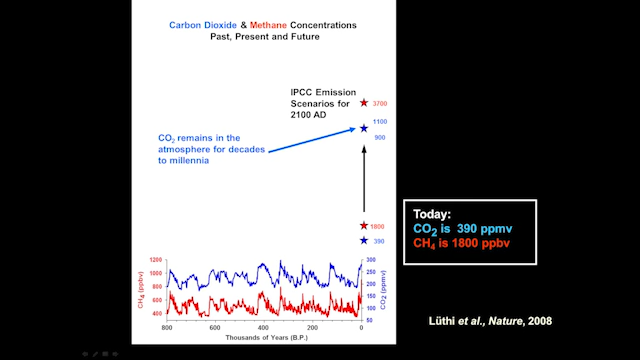 Carbon Dioxide & Methane Concentrations
Past, Present and Future
IPCC Emission
Scenarios for
2100 AD
3700
1100
900
CO2 remains in the
atmosphere for decades
to millennia
1800
390
Today:
CO2 is 390 ppmv
CH4 is 1800 ppbv
1200
1000
800
600
400
CH4 (ppbv)
300
250
200
150
100
50
CO2 (ppmv)
800
600
400
200
0
Thousands of Years (B.P.)
Lüthi et al., Nature, 2008